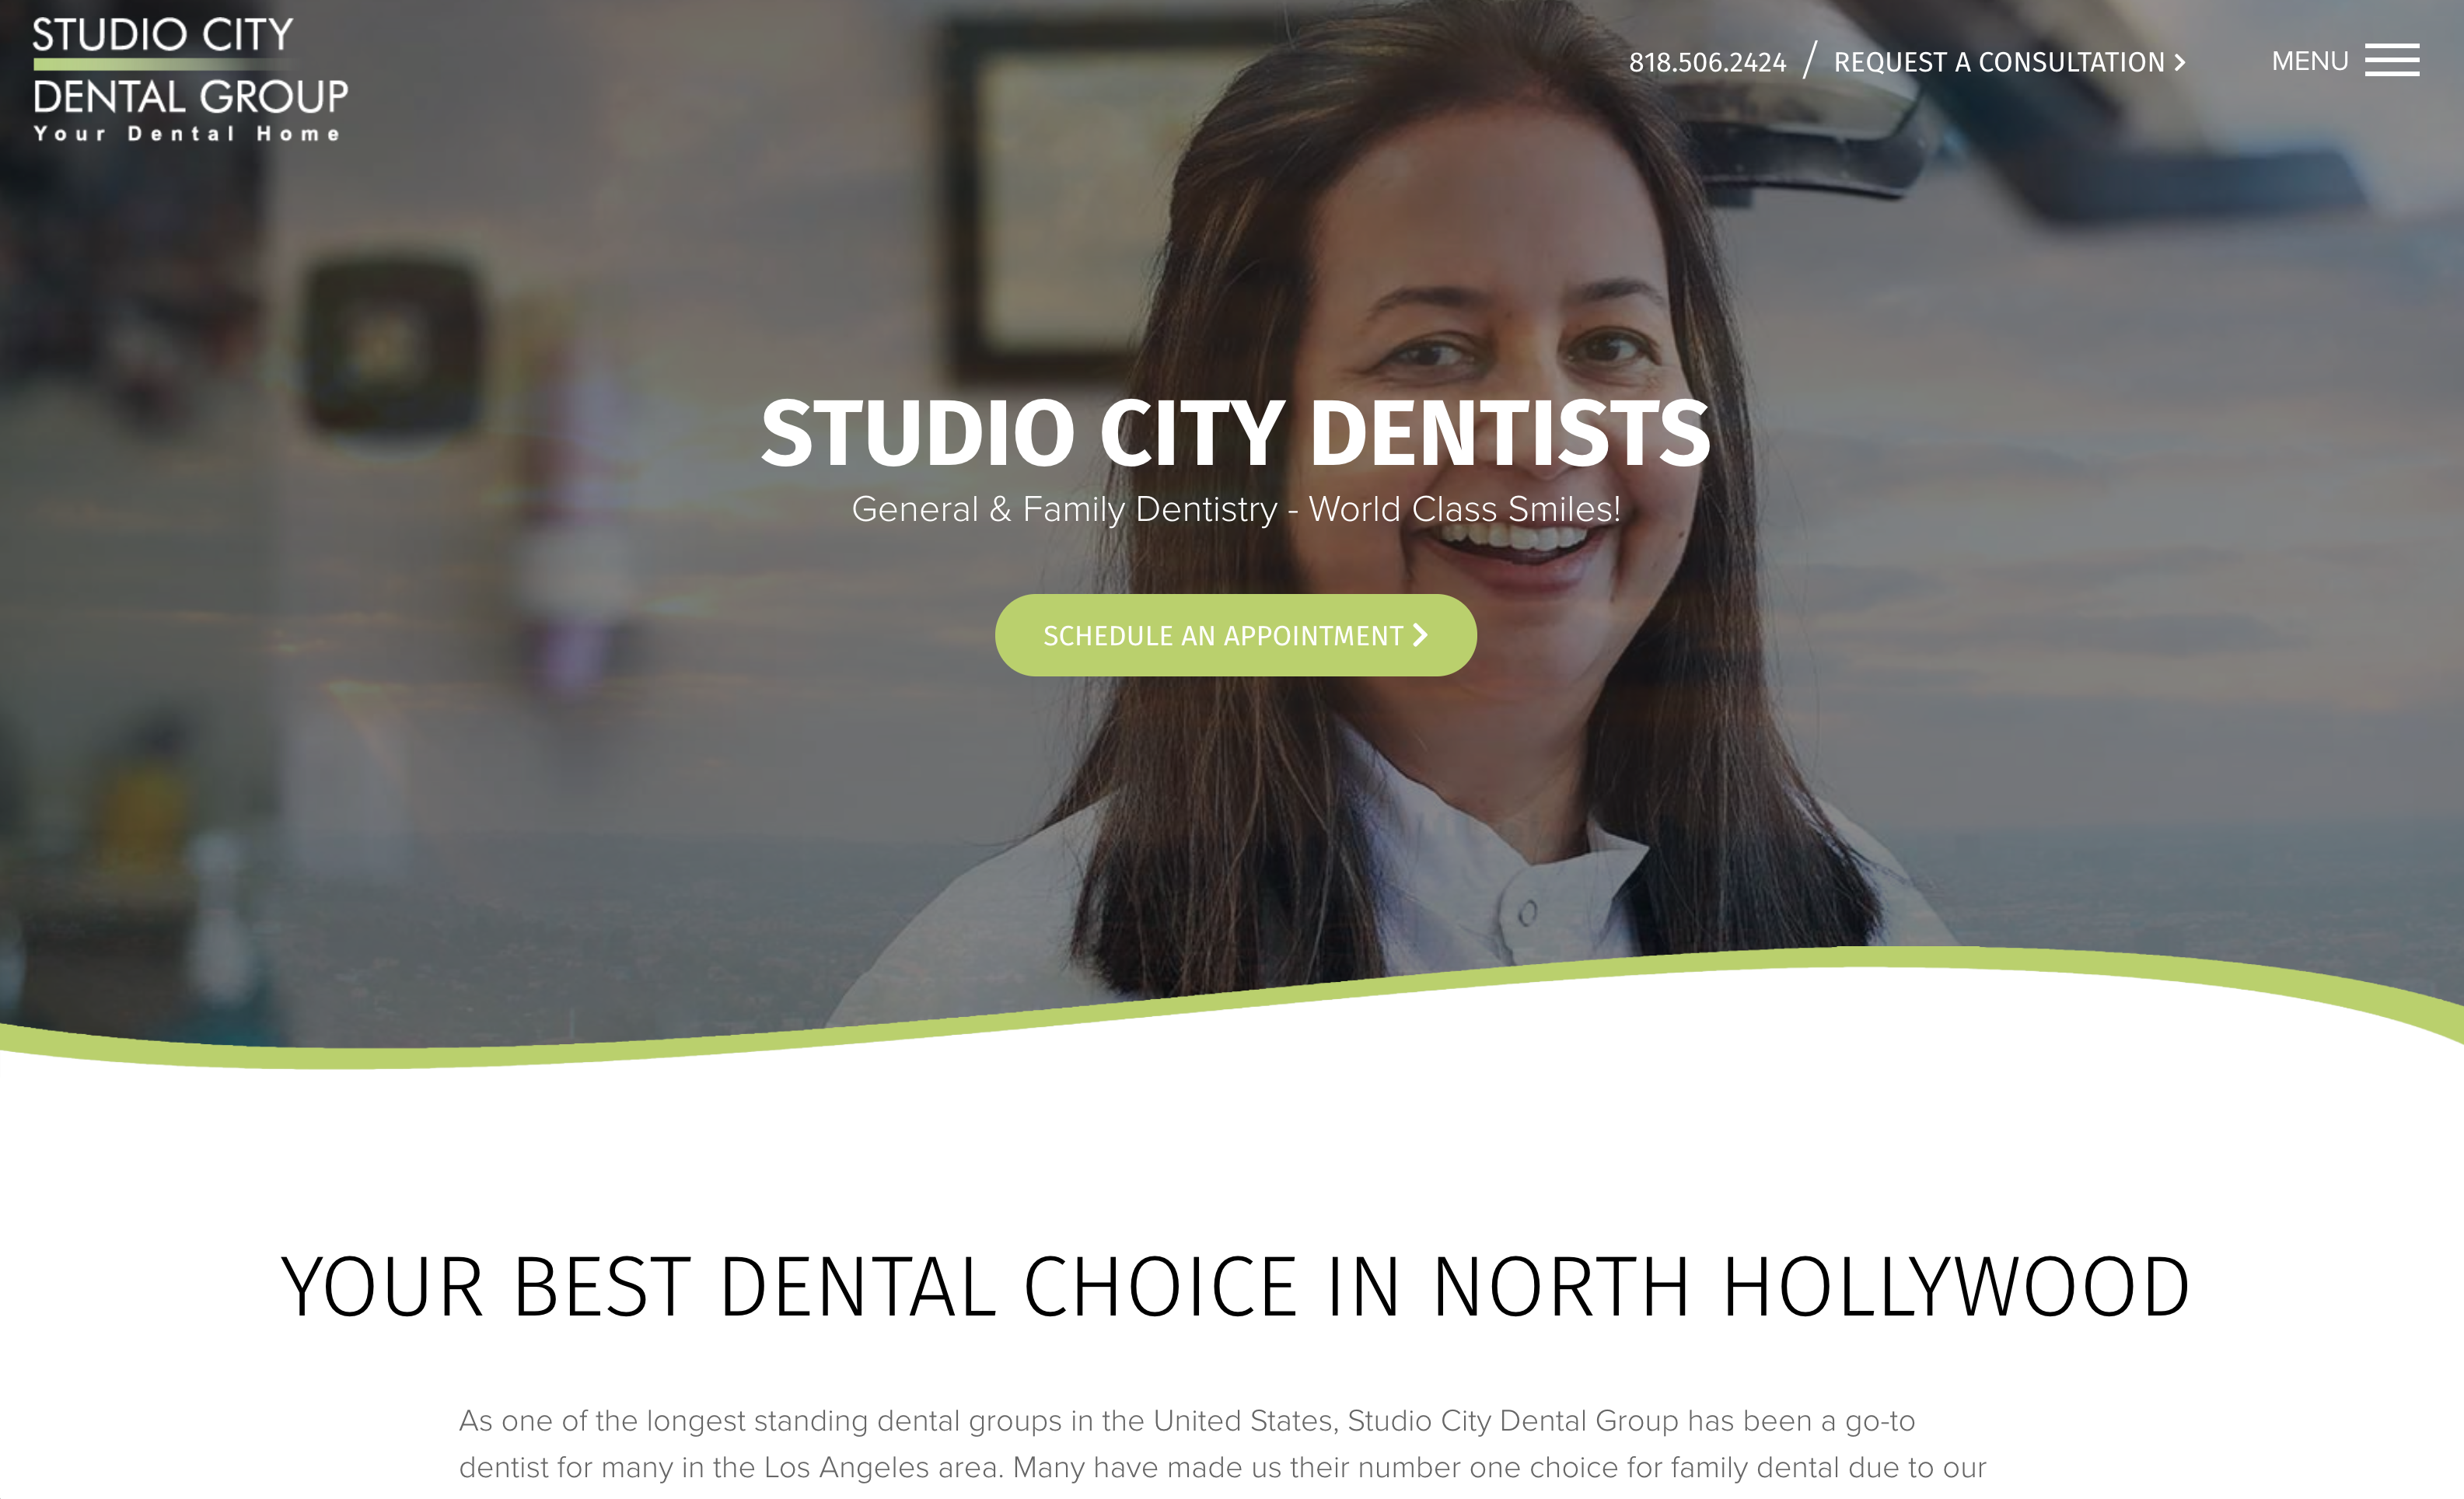 STUDIO CITY
DENTAL GROUP
Your Dental Home
818.506.2424 / REQUEST A CONSULTATION
MENU
STUDIO CITY DENTISTS
General & Family Dentistry - World Class Smiles!
SCHEDULE AN APPOINTMENT
YOUR BEST DENTAL CHOICE IN NORTH HOLLYWOOD
As one of the longest standing dental groups in the United States, Studio City Dental Group has been a go-to
dentist for many in the Los Angeles area. Many have made us their number one choice for family dental due to our